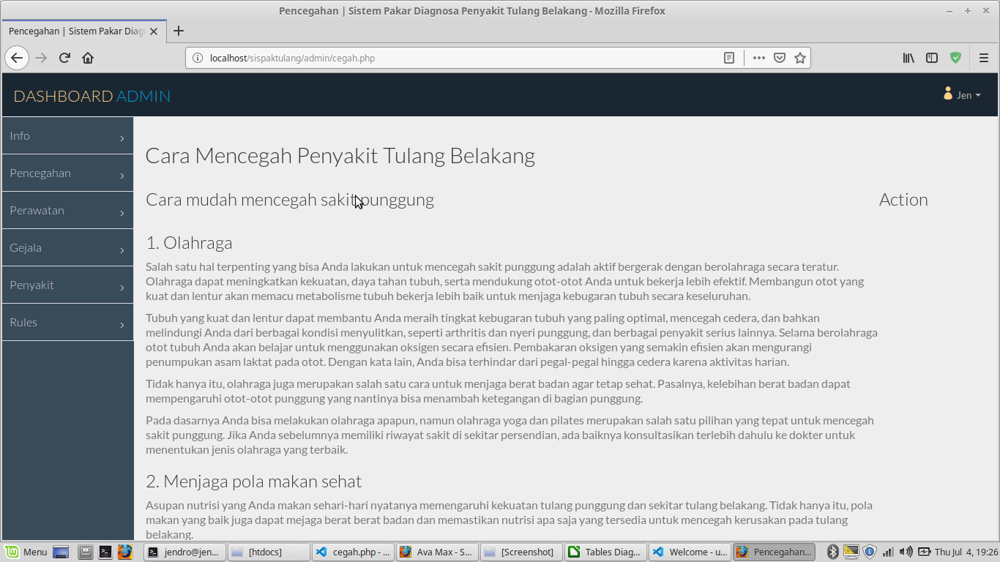 Pencegahan | Sistem Pakar Diagnosa Penyakit Tulang Belakang - Mozilla Firefox
Pencegahan | Sistem Pakar Diag
localhost/sispaktulang/admin/cegah.php
DASHBOARD ADMIN
Jen
Info
Pencegahan
Perawatan
Gejala
Penyakit
Rules
Cara Mencegah Penyakit Tulang Belakang
Cara mudah mencegah sakit punggung
Action
1. Olahraga
Salah satu hal terpenting yang bisa Anda lakukan untuk mencegah sakit punggung adalah aktif bergerak dengan berolahraga secara teratur.
Olahraga dapat meningkatkan kekuatan, daya tahan tubuh, serta mendukung otot-otot Anda untuk bekerja lebih efektif. Membangun otot yang
kuat dan lentur akan memacu metabolisme tubuh bekerja lebih baik untuk menjaga kebugaran tubuh secara keseluruhan.
Tubuh yang kuat dan lentur dapat membantu Anda meraih tingkat kebugaran tubuh yang paling optimal, mencegah cedera, dan bahkan
melindungi Anda dari berbagai kondisi menyulitkan, seperti arthritis dan nyeri punggung, dan berbagai penyakit serius lainnya. Selama berolahraga
otot tubuh Anda akan belajar untuk menggunakan oksigen secara efisien. Pembakaran oksigen yang semakin efisien akan mengurangi
penumpukan asam laktat pada otot. Dengan kata lain, Anda bisa terhindar dari pegal-pegal hingga cedera karena aktivitas harian.
Tidak hanya itu, olahraga juga merupakan salah satu cara untuk menjaga berat badan agar tetap sehat. Pasalnya, kelebihan berat badan dapat
mempengaruhi otot-otot punggung yang nantinya bisa menambah ketegangan di bagian punggung.
Pada dasarnya Anda bisa melakukan olahraga apapun, namun olahraga yoga dan pilates merupakan salah satu pilihan yang tepat untuk mencegah
sakit punggung. Jika Anda sebelumnya memiliki riwayat sakit di sekitar persendian, ada baiknya konsultasikan terlebih dahulu ke dokter untuk
menentukan jenis olahraga yang terbaik.
2. Menjaga pola makan sehat
Asupan nutrisi yang Anda makan sehari-hari nyatanya memengaruhi kekuatan tulang punggung dan sekitar tulang belakang. Tidak hanya itu, pola
makan yang baik juga dapat mejaga berat berat badan dan memastikan nutrisi apa saja yang tersedia untuk mencegah kerusakan pada tulang
belakang.
Menu
jendro@jen...
[htdocs]
cegah.php - ...
Ava Max - S...
[Screenshot]
Tables Diag...
Welcome - u...
Pencegahan...
Thu Jul 4, 19:26